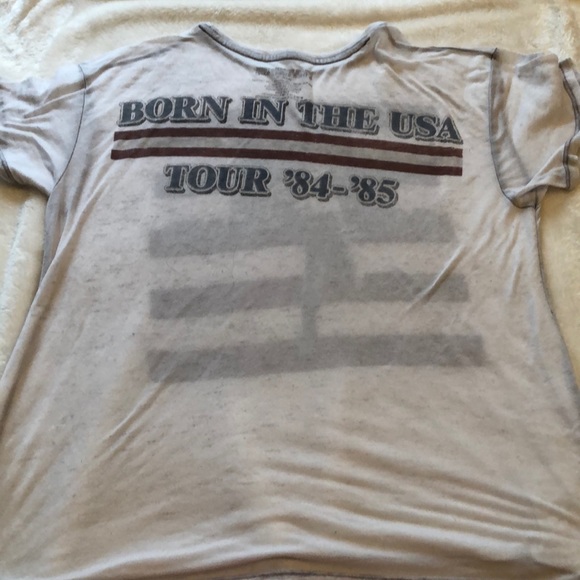 BORN IN THE USA
TOUR '84-'85